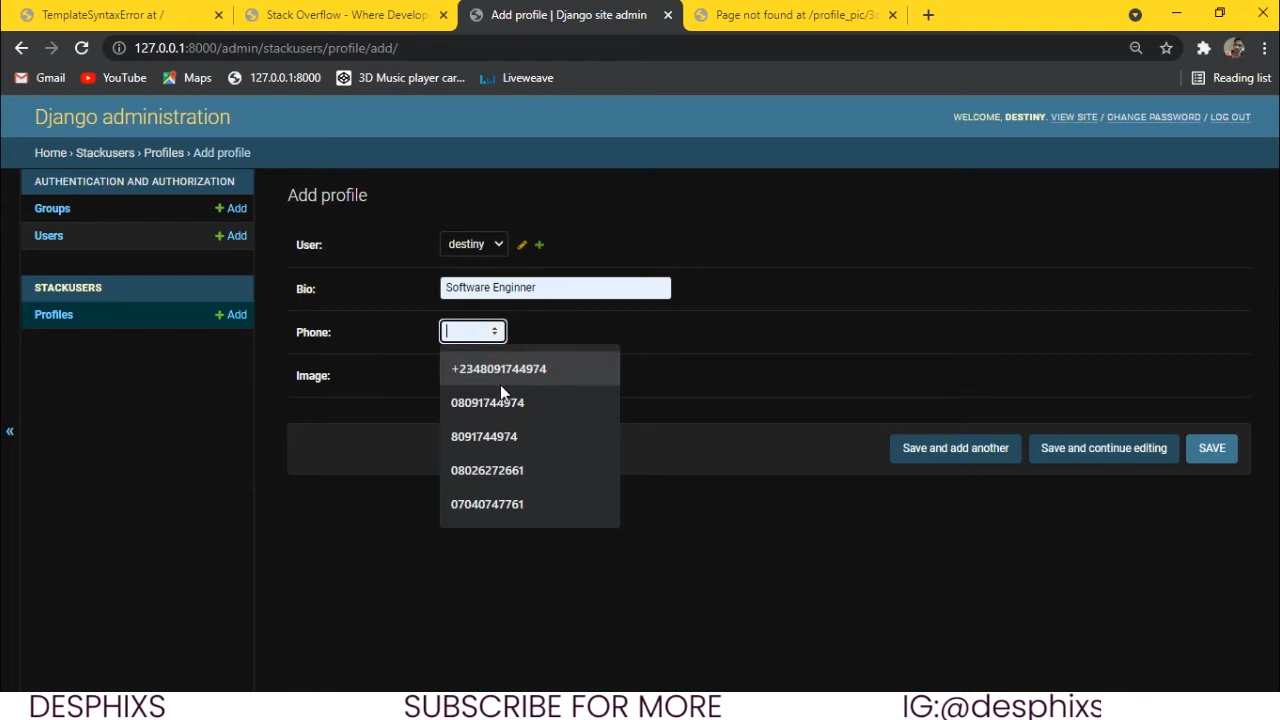 TemplateSyntaxError at /
Stack Overflow - Where Develop
Add profile | Django site admin
Page not found at /profile_pic/3d
127.0.0.1:8000/admin/stackusers/profile/add/
Gmail
YouTube
Maps
127.0.0.1:8000
3D Music player car...
Liveweave
Reading list
Django administration
WELCOME, DESTINY. VIEW SITE / CHANGE PASSWORD / LOG OUT
Home › Stackusers › Profiles › Add profile
AUTHENTICATION AND AUTHORIZATION
Groups
+ Add
Users
+ Add
STACKUSERS
Profiles
+ Add
«
Add profile
User:
destiny
Bio:
Software Enginner
Phone:
+2348091744974
08091744974
8091744974
08026272661
07040747761
Image:
Save and add another
Save and continue editing
SAVE
DESPHIXS
SUBSCRIBE FOR MORE
IG:@desphixs